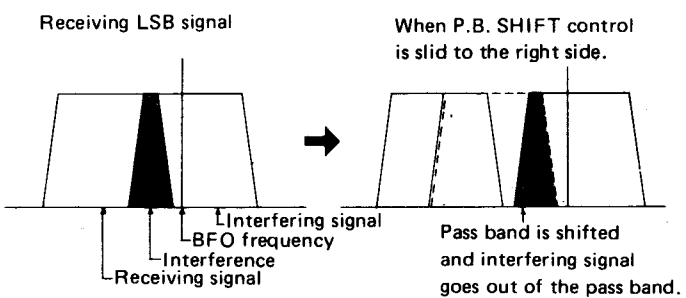 Receiving LSB signal
When P.B. SHIFT control
is slid to the right side.
Interfering signal
BFO frequency
Interference
Receiving signal
Pass band is shifted
and interfering signal
goes out of the pass band.